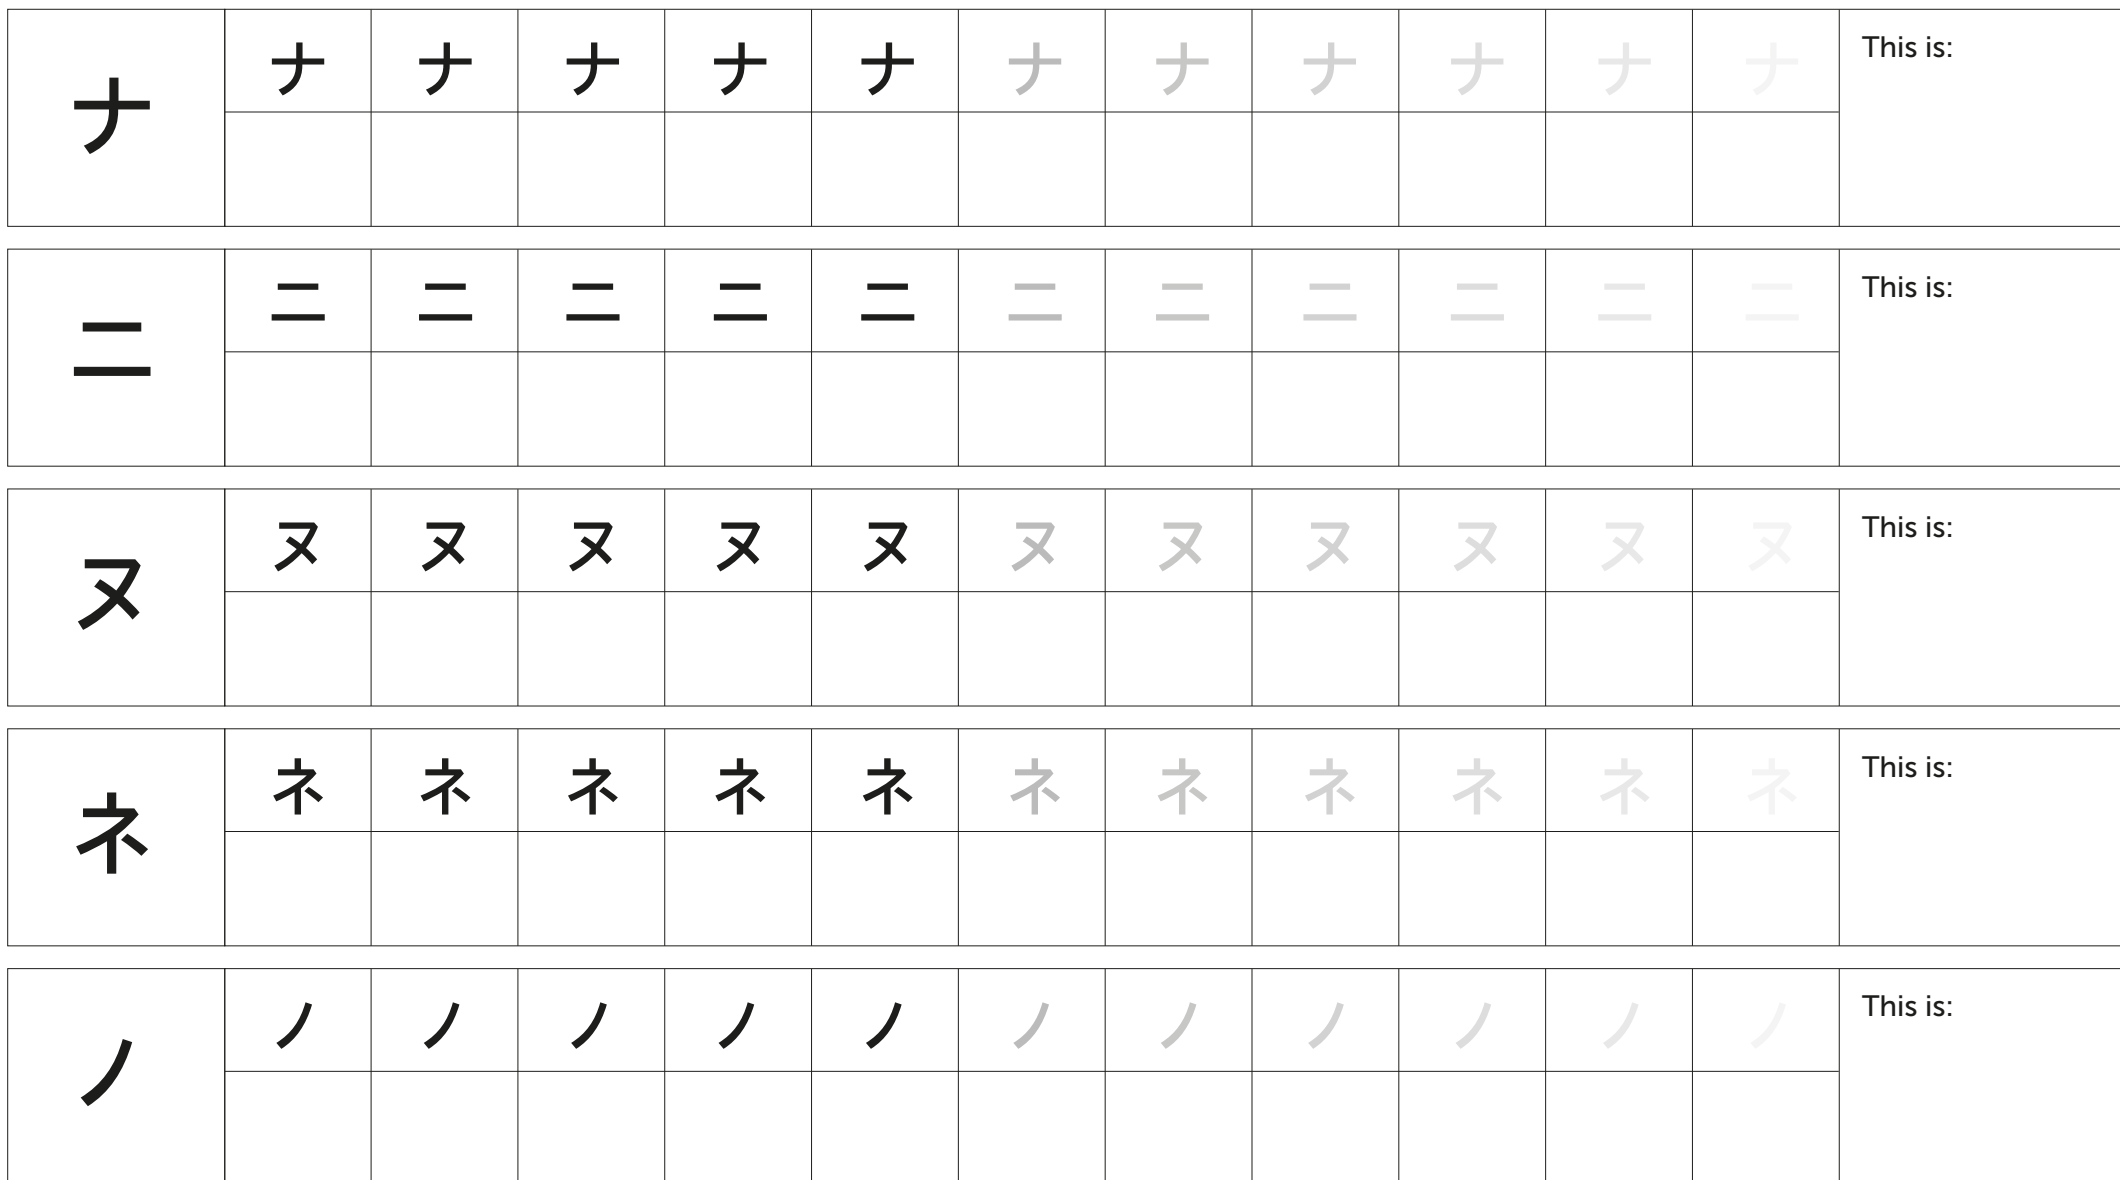 ナ ナ ナ ナ ナ ナ ナ ナ ナ ナ ナ ナ This is:
ニ ニ ニ ニ ニ ニ ニ ニ ニ ニ ニ ニ This is:
ヌ ヌ ヌ ヌ ヌ ヌ ヌ ヌ ヌ ヌ ヌ ヌ This is:
ネ ネ ネ ネ ネ ネ ネ ネ ネ ネ ネ ネ This is:
ノ ノ ノ ノ ノ ノ ノ ノ ノ ノ ノ ノ This is: